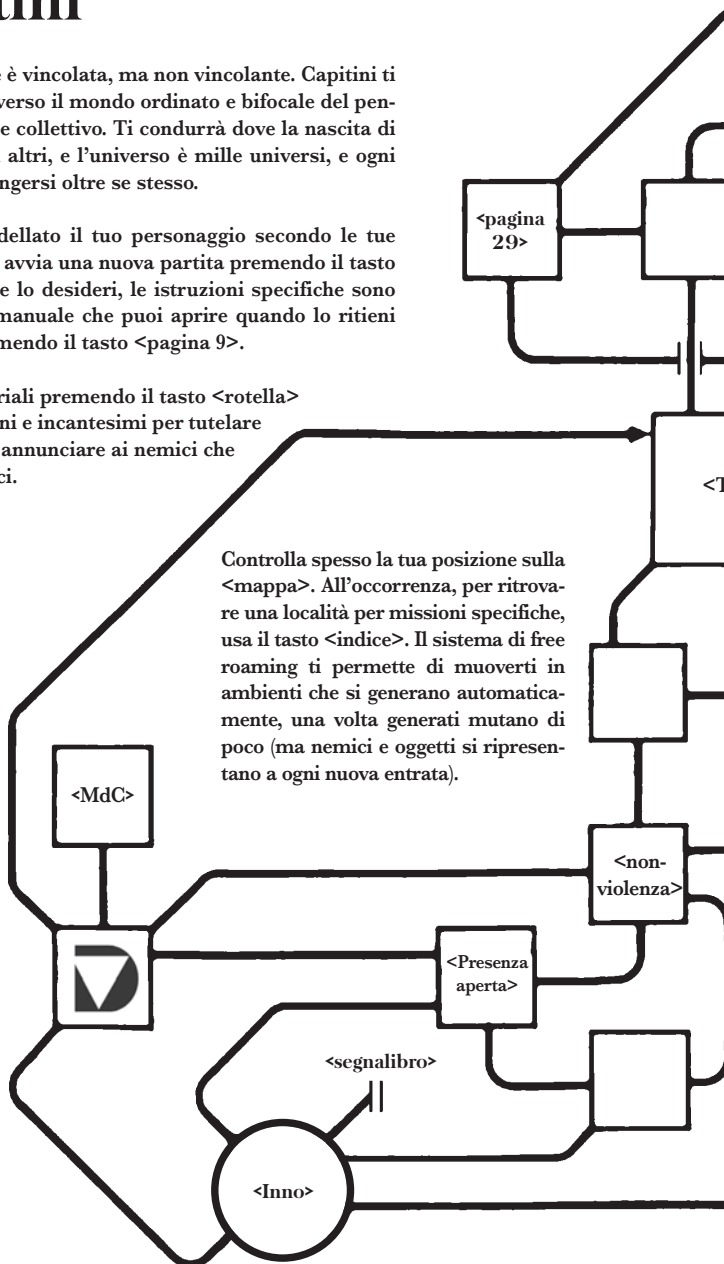 è vincolata, ma non vincolante. Capitini ti
verso il mondo ordinato e bifocale del pen-
e collettivo. Ti condurrà dove la nascita di
altri, e l’universo è mille universi, e ogni
ngersi oltre se stesso.
dellato il tuo personaggio secondo le tue
avvia una nuova partita premendo il tasto
e lo desideri, le istruzioni specifiche sono
manuale che puoi aprire quando lo ritieni
mendo il tasto <pagina 9>.
riali premendo il tasto <rotella>
ni e incantesimi per tutelare
annunciare ai nemici che
ci.
Controlla spesso la tua posizione sulla
<mappa>. All’occorrenza, per ritrova-
re una località per missioni specifiche,
usa il tasto <indice>. Il sistema di free
roaming ti permette di muoverti in
ambienti che si generano automatica-
mente, una volta generati mutano di
poco (ma nemici e oggetti si ripresen-
tano a ogni nuova entrata).
<pagina
29>
<T
<MdC>
<non-
violenza>
<Presenza
aperta>
<segnalibro>
<Inno>